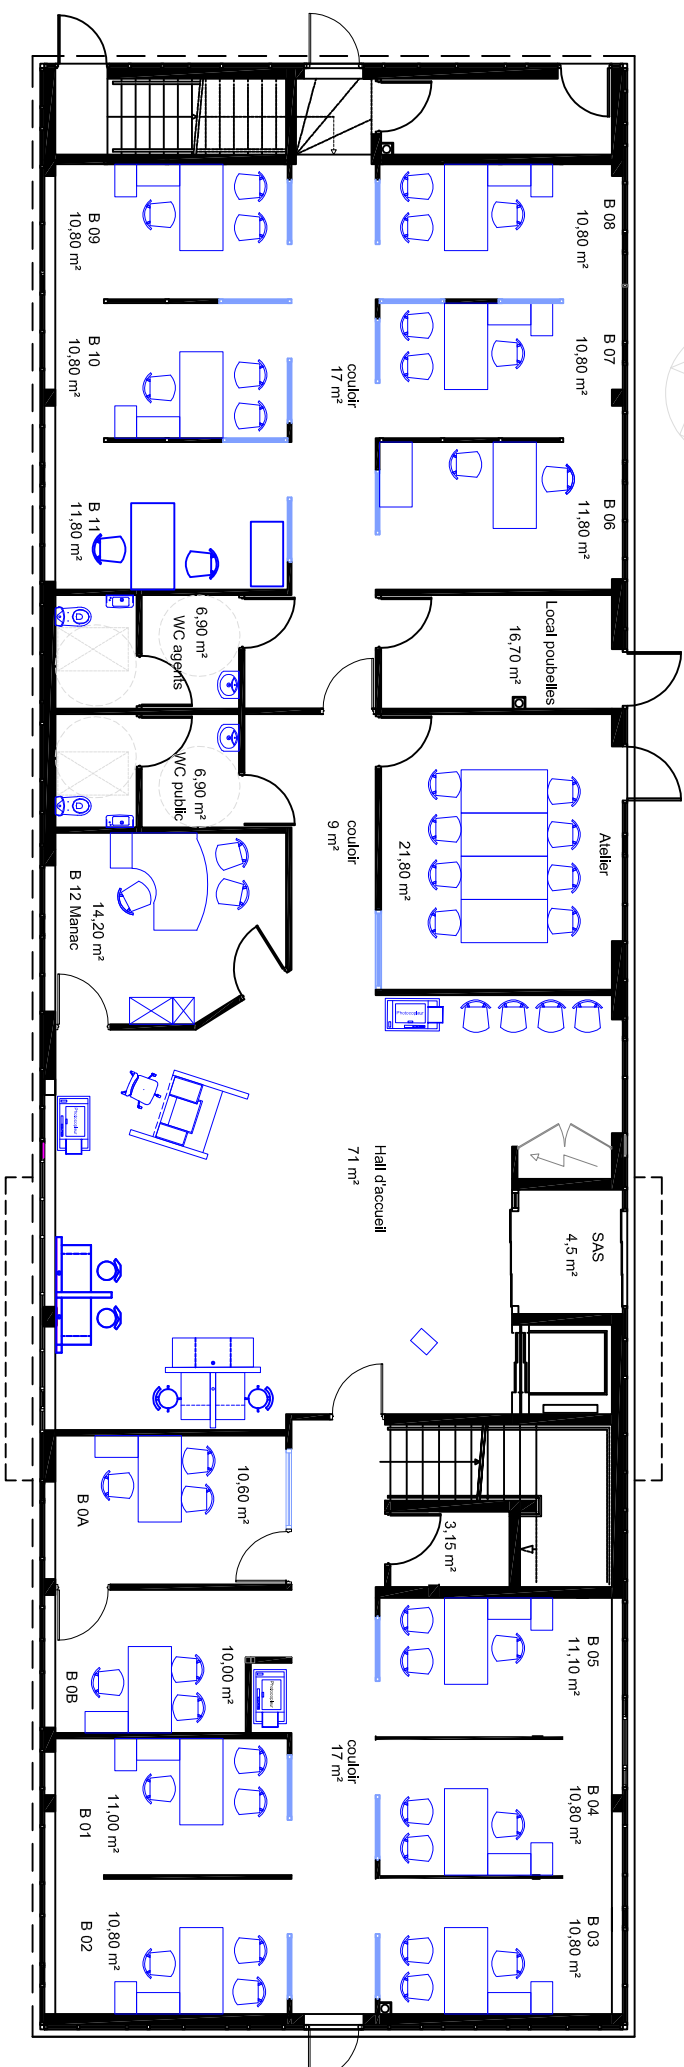 B 09
10,80 m²
B 08
10,80 m²
B 10
10,80 m²
couloir
17 m²
B 07
10,80 m²
B 11
11,80 m²
B 06
11,80 m²
6,90 m²
WC agents
Local poubelles
16,70 m²
6,90 m²
WC public
couloir
9 m²
Atelier
21,80 m²
14,20 m²
B 12 Manac
Photocopieur
Photocopieur
Hall d'accueil
71 m²
SAS
4,5 m²
10,60 m²
B 0A
3,15 m²
10,00 m²
B 0B
Photocopieur
B 05
11,10 m²
couloir
17 m²
11,00 m²
B 01
B 04
10,80 m²
10,80 m²
B 02
B 03
10,80 m²